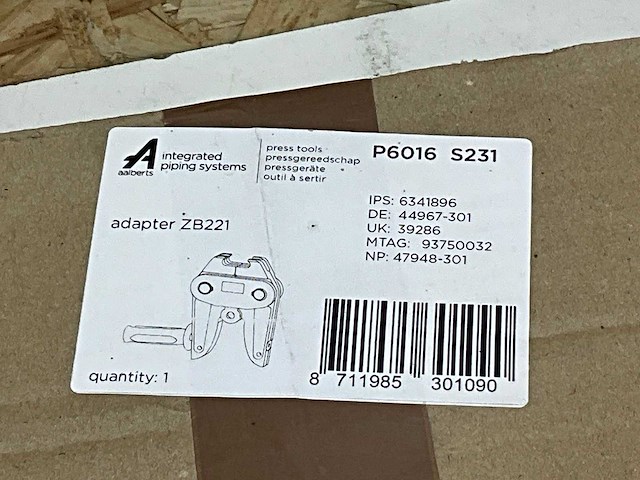 aalberts
integrated
piping systems
press tools
pressgereedschap
pressgeräte
outil à sertir
P6016 S231
adapter ZB221
IPS: 6341896
DE: 44967-301
UK: 39286
MTAG: 93750032
NP: 47948-301
quantity: 1
8 711985 301090